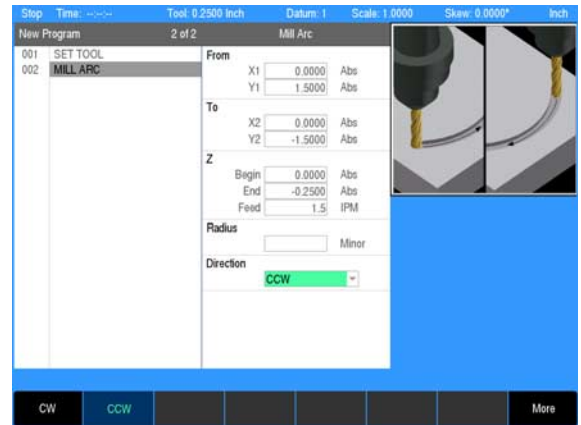 Stop Time: --:--:-- Tool: 0.2500 Inch Datum: 1 Scale: 1.0000 Skew: 0.0000° Inch
New Program 2 of 2 Mill Arc
001 SET TOOL
002 MILL ARC
From
X1 0.0000 Abs
Y1 1.5000 Abs
To
X2 0.0000 Abs
Y2 -1.5000 Abs
Z
Begin 0.0000 Abs
End -0.2500 Abs
Feed 1.5 IPM
Radius
Minor
Direction
CCW
CW CCW More